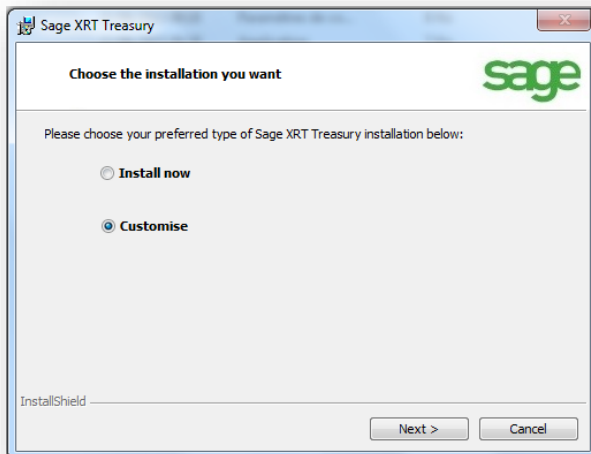 Sage XRT Treasury
Choose the installation you want
sage
Please choose your preferred type of Sage XRT Treasury installation below:
Install now
Customise
InstallShield
Next >
Cancel